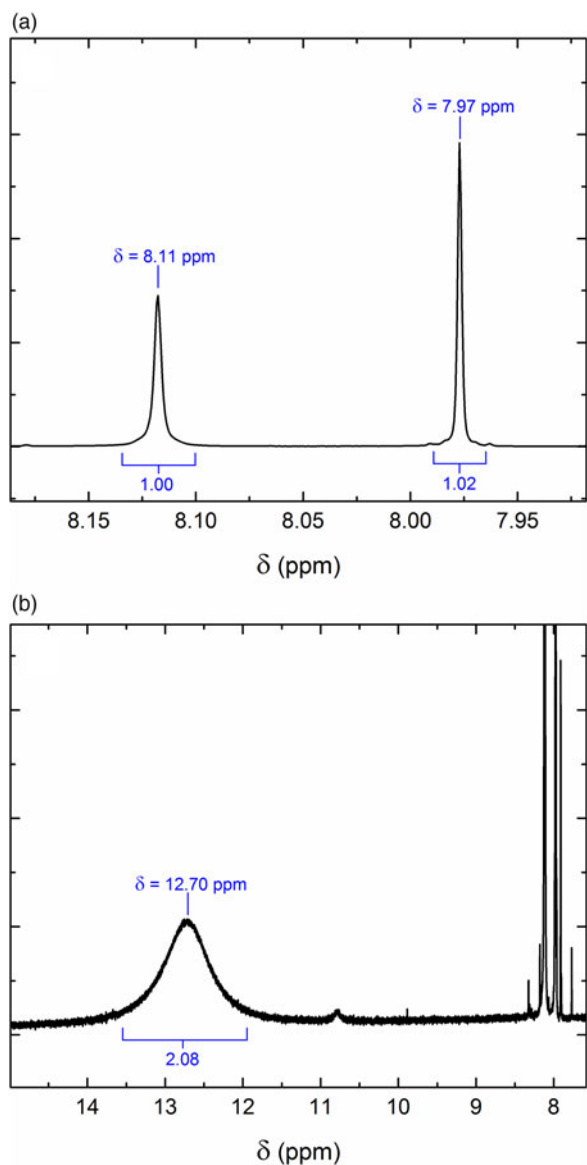 (a)
δ = 7.97 ppm
δ = 8.11 ppm
1.00
1.02
8.15 8.10 8.05 8.00 7.95
δ (ppm)
(b)
δ = 12.70 ppm
2.08
14 13 12 11 10 9 8
δ (ppm)